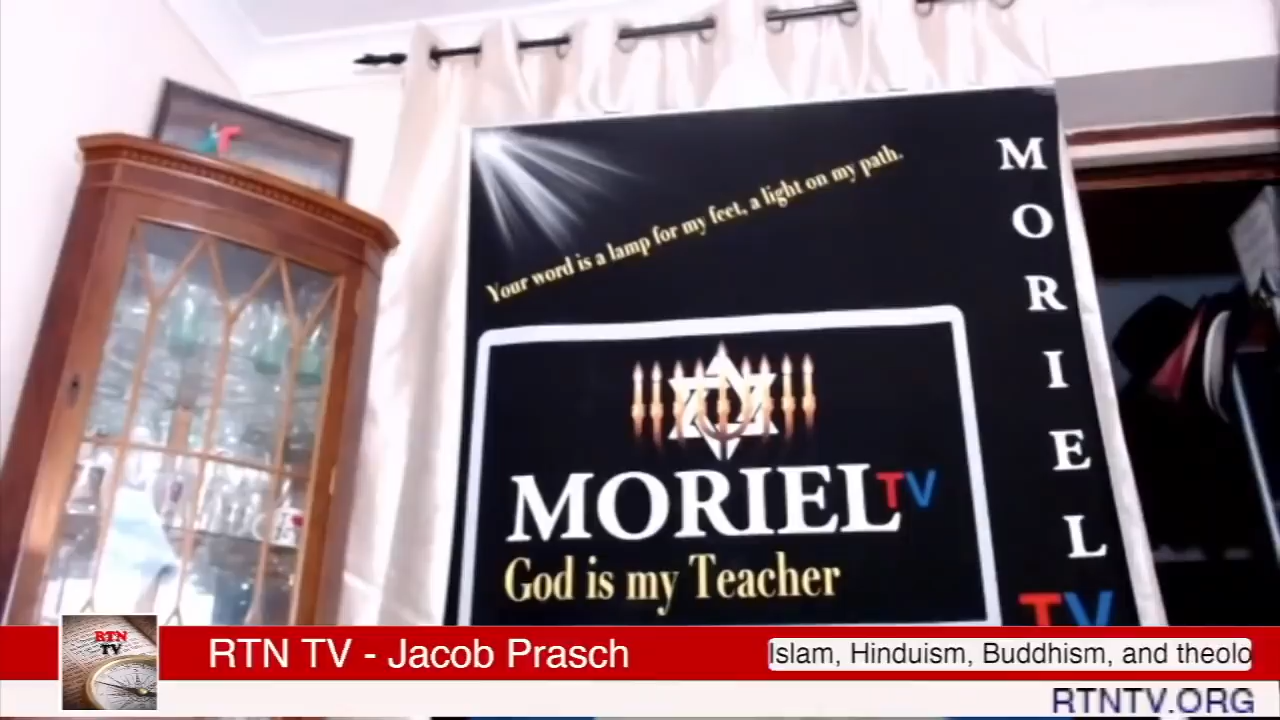 Your word is a lamp for my feet, a light on my path.
MORIEL TV
God is my Teacher
MORIEL
TV
RTN
TV
RTN TV - Jacob Prasch
Islam, Hinduism, Buddhism, and theolo
RTNTV.ORG